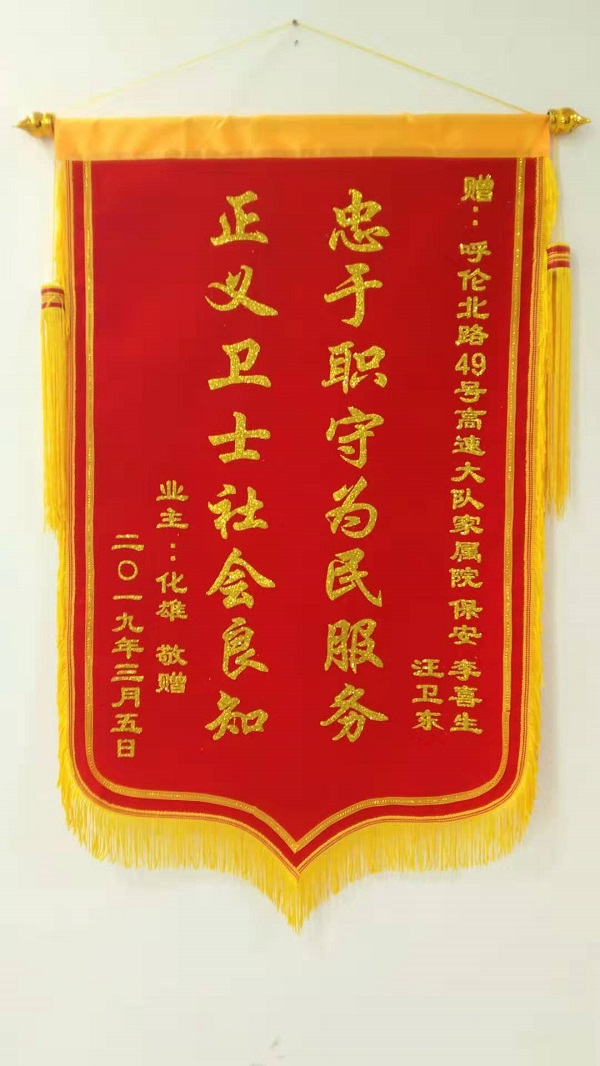 赠：呼伦北路49号高速大队家属院 保安 李喜生
汪卫东
忠于职守为民服务
正义卫士社会良知
业主：化雄 敬赠
二〇一九年三月五日